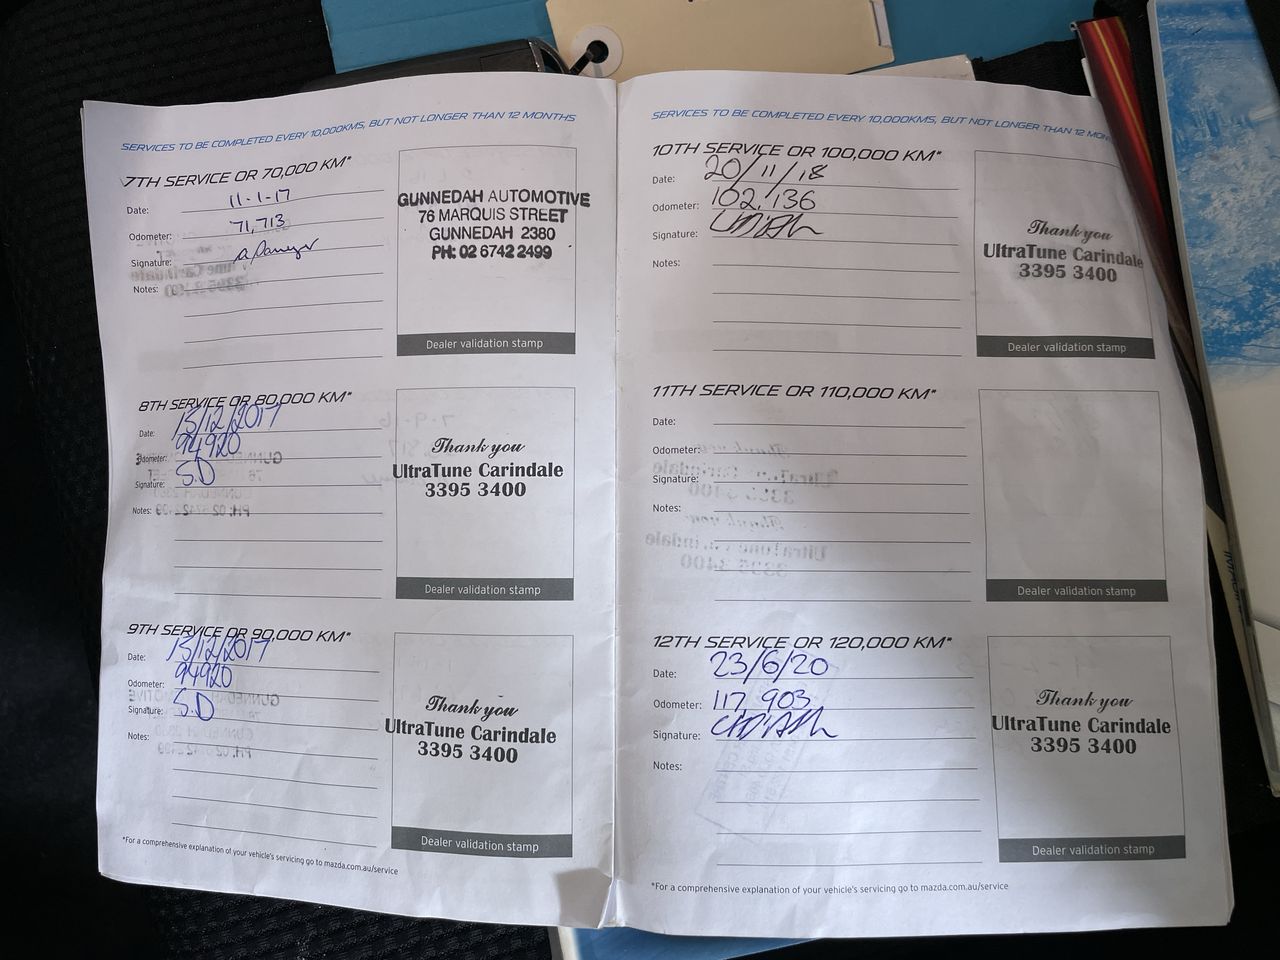 SERVICES TO BE COMPLETED EVERY 10,000KMS, BUT NOT LONGER THAN 12 MONTHS
7TH SERVICE OR 70,000 KM*
Date: 11-1-17
Odometer: 71,713
Signature:
Notes:
GUNNEDAH AUTOMOTIVE
76 MARQUIS STREET
GUNNEDAH 2380
PH: 02 6742 2499
Dealer validation stamp
8TH SERVICE OR 80,000 KM*
Date: 13/12/2017
Odometer: 94920
Signature: S.D
Notes:
Thank you
UltraTune Carindale
3395 3400
Dealer validation stamp
9TH SERVICE OR 90,000 KM*
Date: 13/12/2017
Odometer: 94920
Signature: S.D
Notes:
Thank you
UltraTune Carindale
3395 3400
Dealer validation stamp
*For a comprehensive explanation of your vehicle's servicing go to mazda.com.au/service
SERVICES TO BE COMPLETED EVERY 10,000KMS, BUT NOT LONGER THAN 12 MON
10TH SERVICE OR 100,000 KM*
Date: 20/11/18
Odometer: 102,136
Signature:
Notes:
Thank you
UltraTune Carindale
3395 3400
Dealer validation stamp
11TH SERVICE OR 110,000 KM*
Date:
Odometer:
Signature:
Notes:
Dealer validation stamp
12TH SERVICE OR 120,000 KM*
Date: 23/6/20
Odometer: 117,903
Signature:
Notes:
Thank you
UltraTune Carindale
3395 3400
Dealer validation stamp
*For a comprehensive explanation of your vehicle's servicing go to mazda.com.au/service